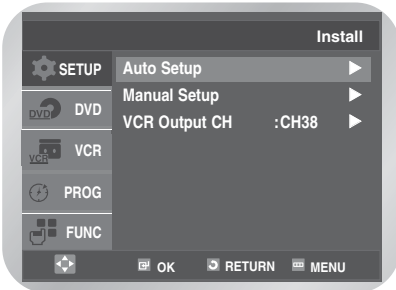 Install
SETUP
Auto Setup
Manual Setup
DVD DVD
VCR Output CH :CH38
VCR VCR
PROG
FUNC
OK RETURN MENU